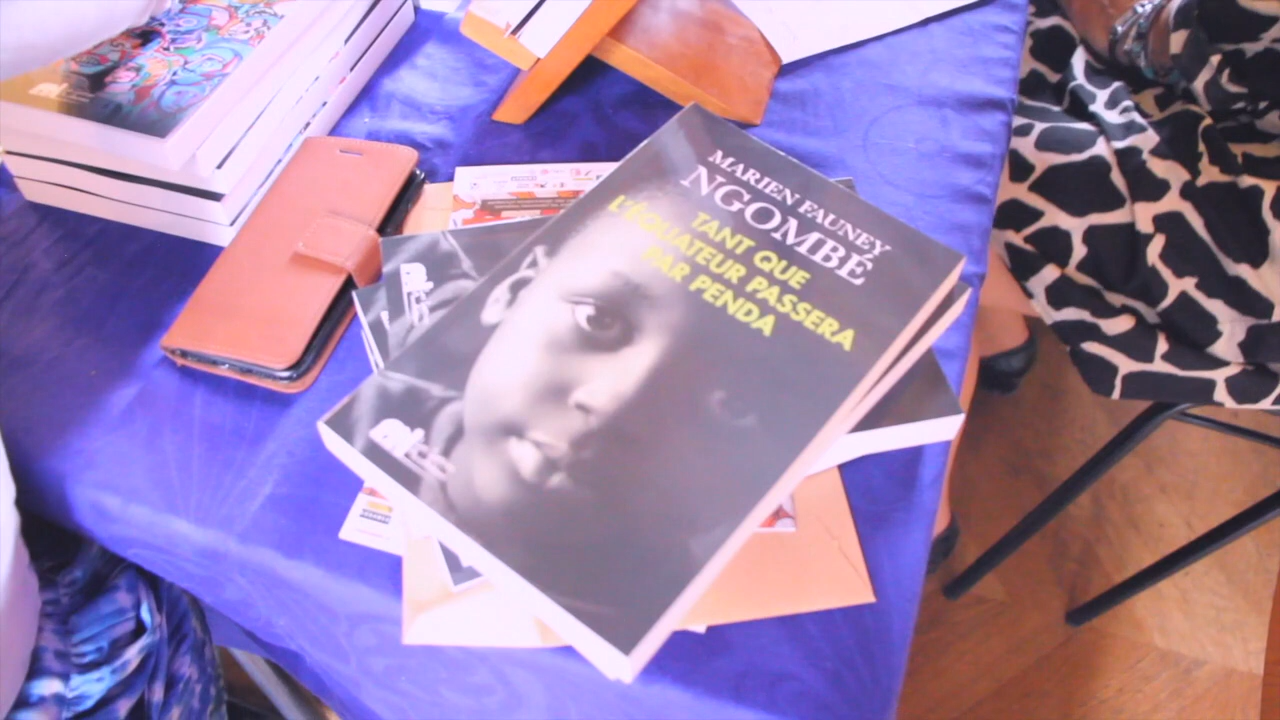 MARIEN FAUNEY
NGOMBÉ
TANT QUE
L'ÉQUATEUR PASSERA
PAR PENDA